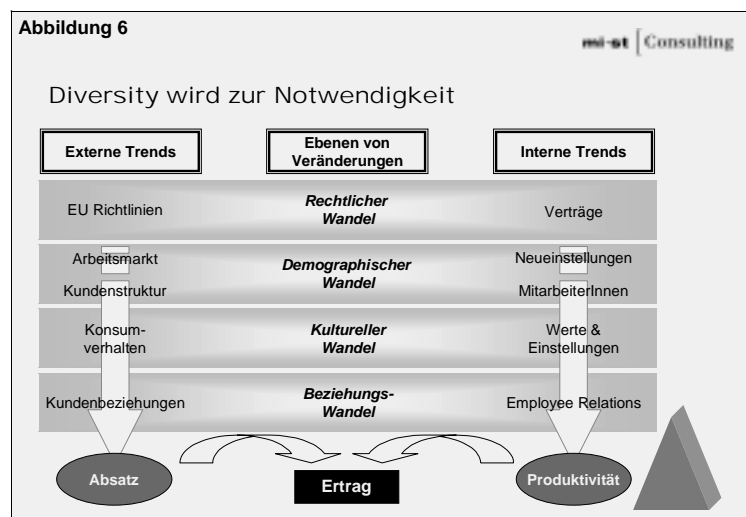 Abbildung 6
mi-st [Consulting
Diversity wird zur Notwendigkeit
Externe Trends
Ebenen von
Veränderungen
Interne Trends
EU Richtlinien
Rechtlicher
Wandel
Verträge
Arbeitsmarkt
Kundenstruktur
Demographischer
Wandel
Neueinstellungen
MitarbeiterInnen
Konsum-
verhalten
Kultureller
Wandel
Werte &
Einstellungen
Kundenbeziehungen
Beziehungs-
Wandel
Employee Relations
Absatz
Ertrag
Produktivität